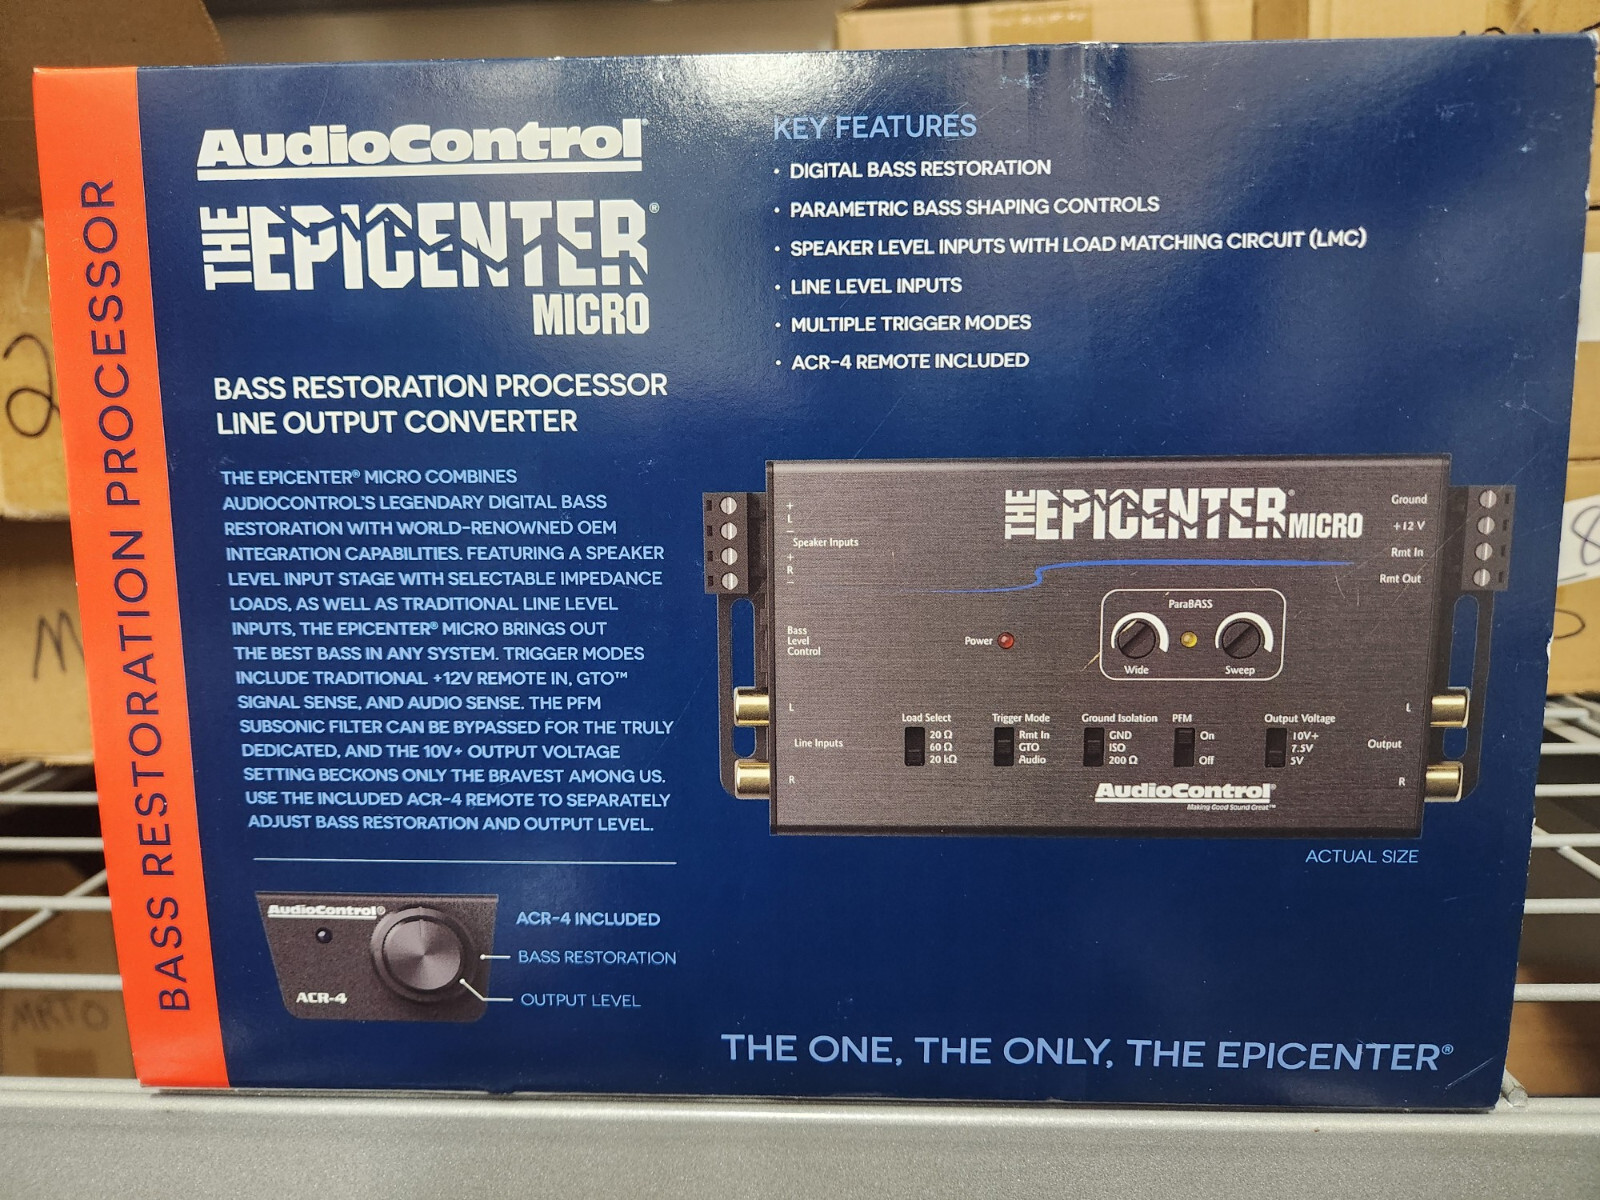 BASS RESTORATION PROCESSOR
AudioControl®
THE EPICENTER®
MICRO
BASS RESTORATION PROCESSOR
LINE OUTPUT CONVERTER
THE EPICENTER® MICRO COMBINES
AUDIOCONTROL'S LEGENDARY DIGITAL BASS
RESTORATION WITH WORLD-RENOWNED OEM
INTEGRATION CAPABILITIES. FEATURING A SPEAKER
LEVEL INPUT STAGE WITH SELECTABLE IMPEDANCE
LOADS, AS WELL AS TRADITIONAL LINE LEVEL
INPUTS, THE EPICENTER® MICRO BRINGS OUT
THE BEST BASS IN ANY SYSTEM. TRIGGER MODES
INCLUDE TRADITIONAL +12V REMOTE IN, GTO™
SIGNAL SENSE, AND AUDIO SENSE. THE PFM
SUBSONIC FILTER CAN BE BYPASSED FOR THE TRULY
DEDICATED, AND THE 10V+ OUTPUT VOLTAGE
SETTING BECKONS ONLY THE BRAVEST AMONG US.
USE THE INCLUDED ACR-4 REMOTE TO SEPARATELY
ADJUST BASS RESTORATION AND OUTPUT LEVEL.
AudioControl®
ACR-4
ACR-4 INCLUDED
BASS RESTORATION
OUTPUT LEVEL
KEY FEATURES
• DIGITAL BASS RESTORATION
• PARAMETRIC BASS SHAPING CONTROLS
• SPEAKER LEVEL INPUTS WITH LOAD MATCHING CIRCUIT (LMC)
• LINE LEVEL INPUTS
• MULTIPLE TRIGGER MODES
• ACR-4 REMOTE INCLUDED
THE EPICENTER® MICRO
+
L
–
Speaker Inputs
+
R
–
Ground
+12 V
Rmt In
Rmt Out
Bass
Level
Control
Power
ParaBASS
Wide
Sweep
L
Line Inputs
R
Load Select
20 Ω
60 Ω
20 kΩ
Trigger Mode
Rmt In
GTO
Audio
Ground Isolation
GND
ISO
200 Ω
PFM
On
Off
Output Voltage
10V+
7.5V
5V
L
Output
R
AudioControl®
Making Good Sound Great™
ACTUAL SIZE
THE ONE, THE ONLY, THE EPICENTER®
2
M
MRTO
8